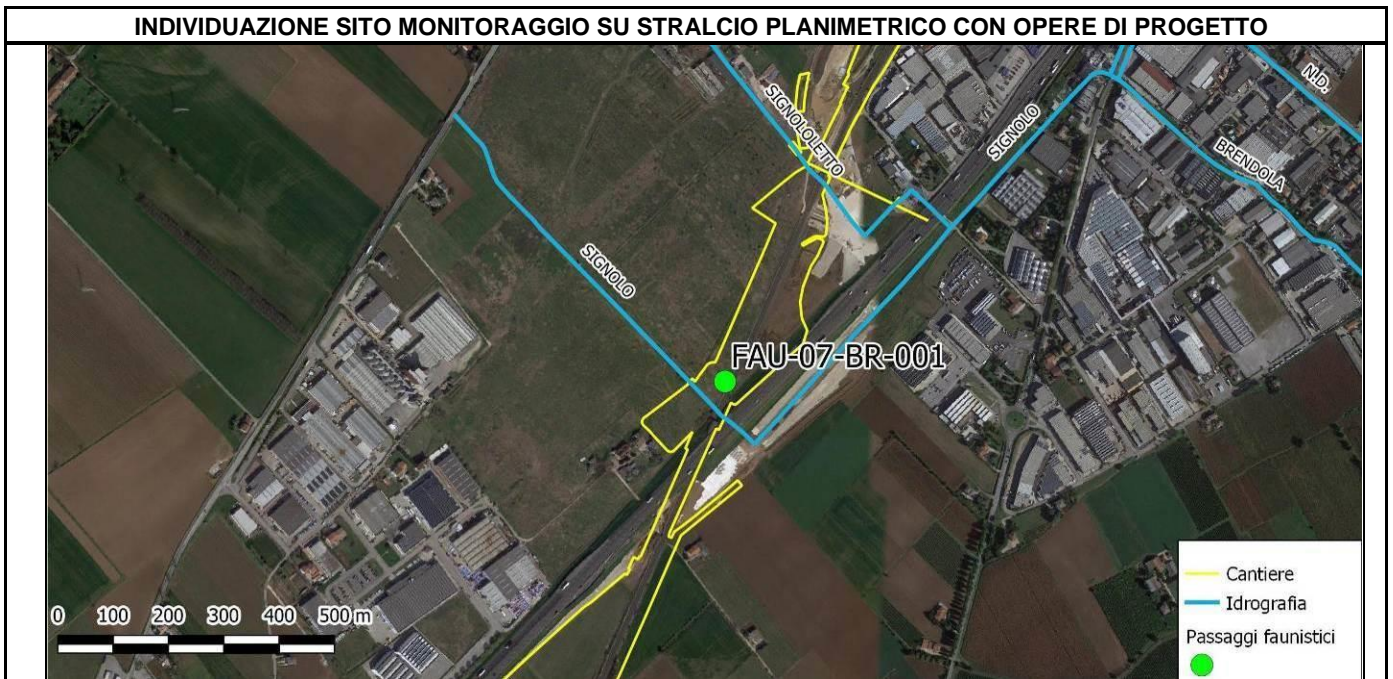 INDIVIDUAZIONE SITO MONITORAGGIO SU STRALCIO PLANIMETRICO CON OPERE DI PROGETTO
N.D.
SIGNOLOLETTO
SIGNOLO
BRENDOLA
SIGNOLO
FAU-07-BR-001
0 100 200 300 400 500 m
Cantiere
Idrografia
Passaggi faunistici